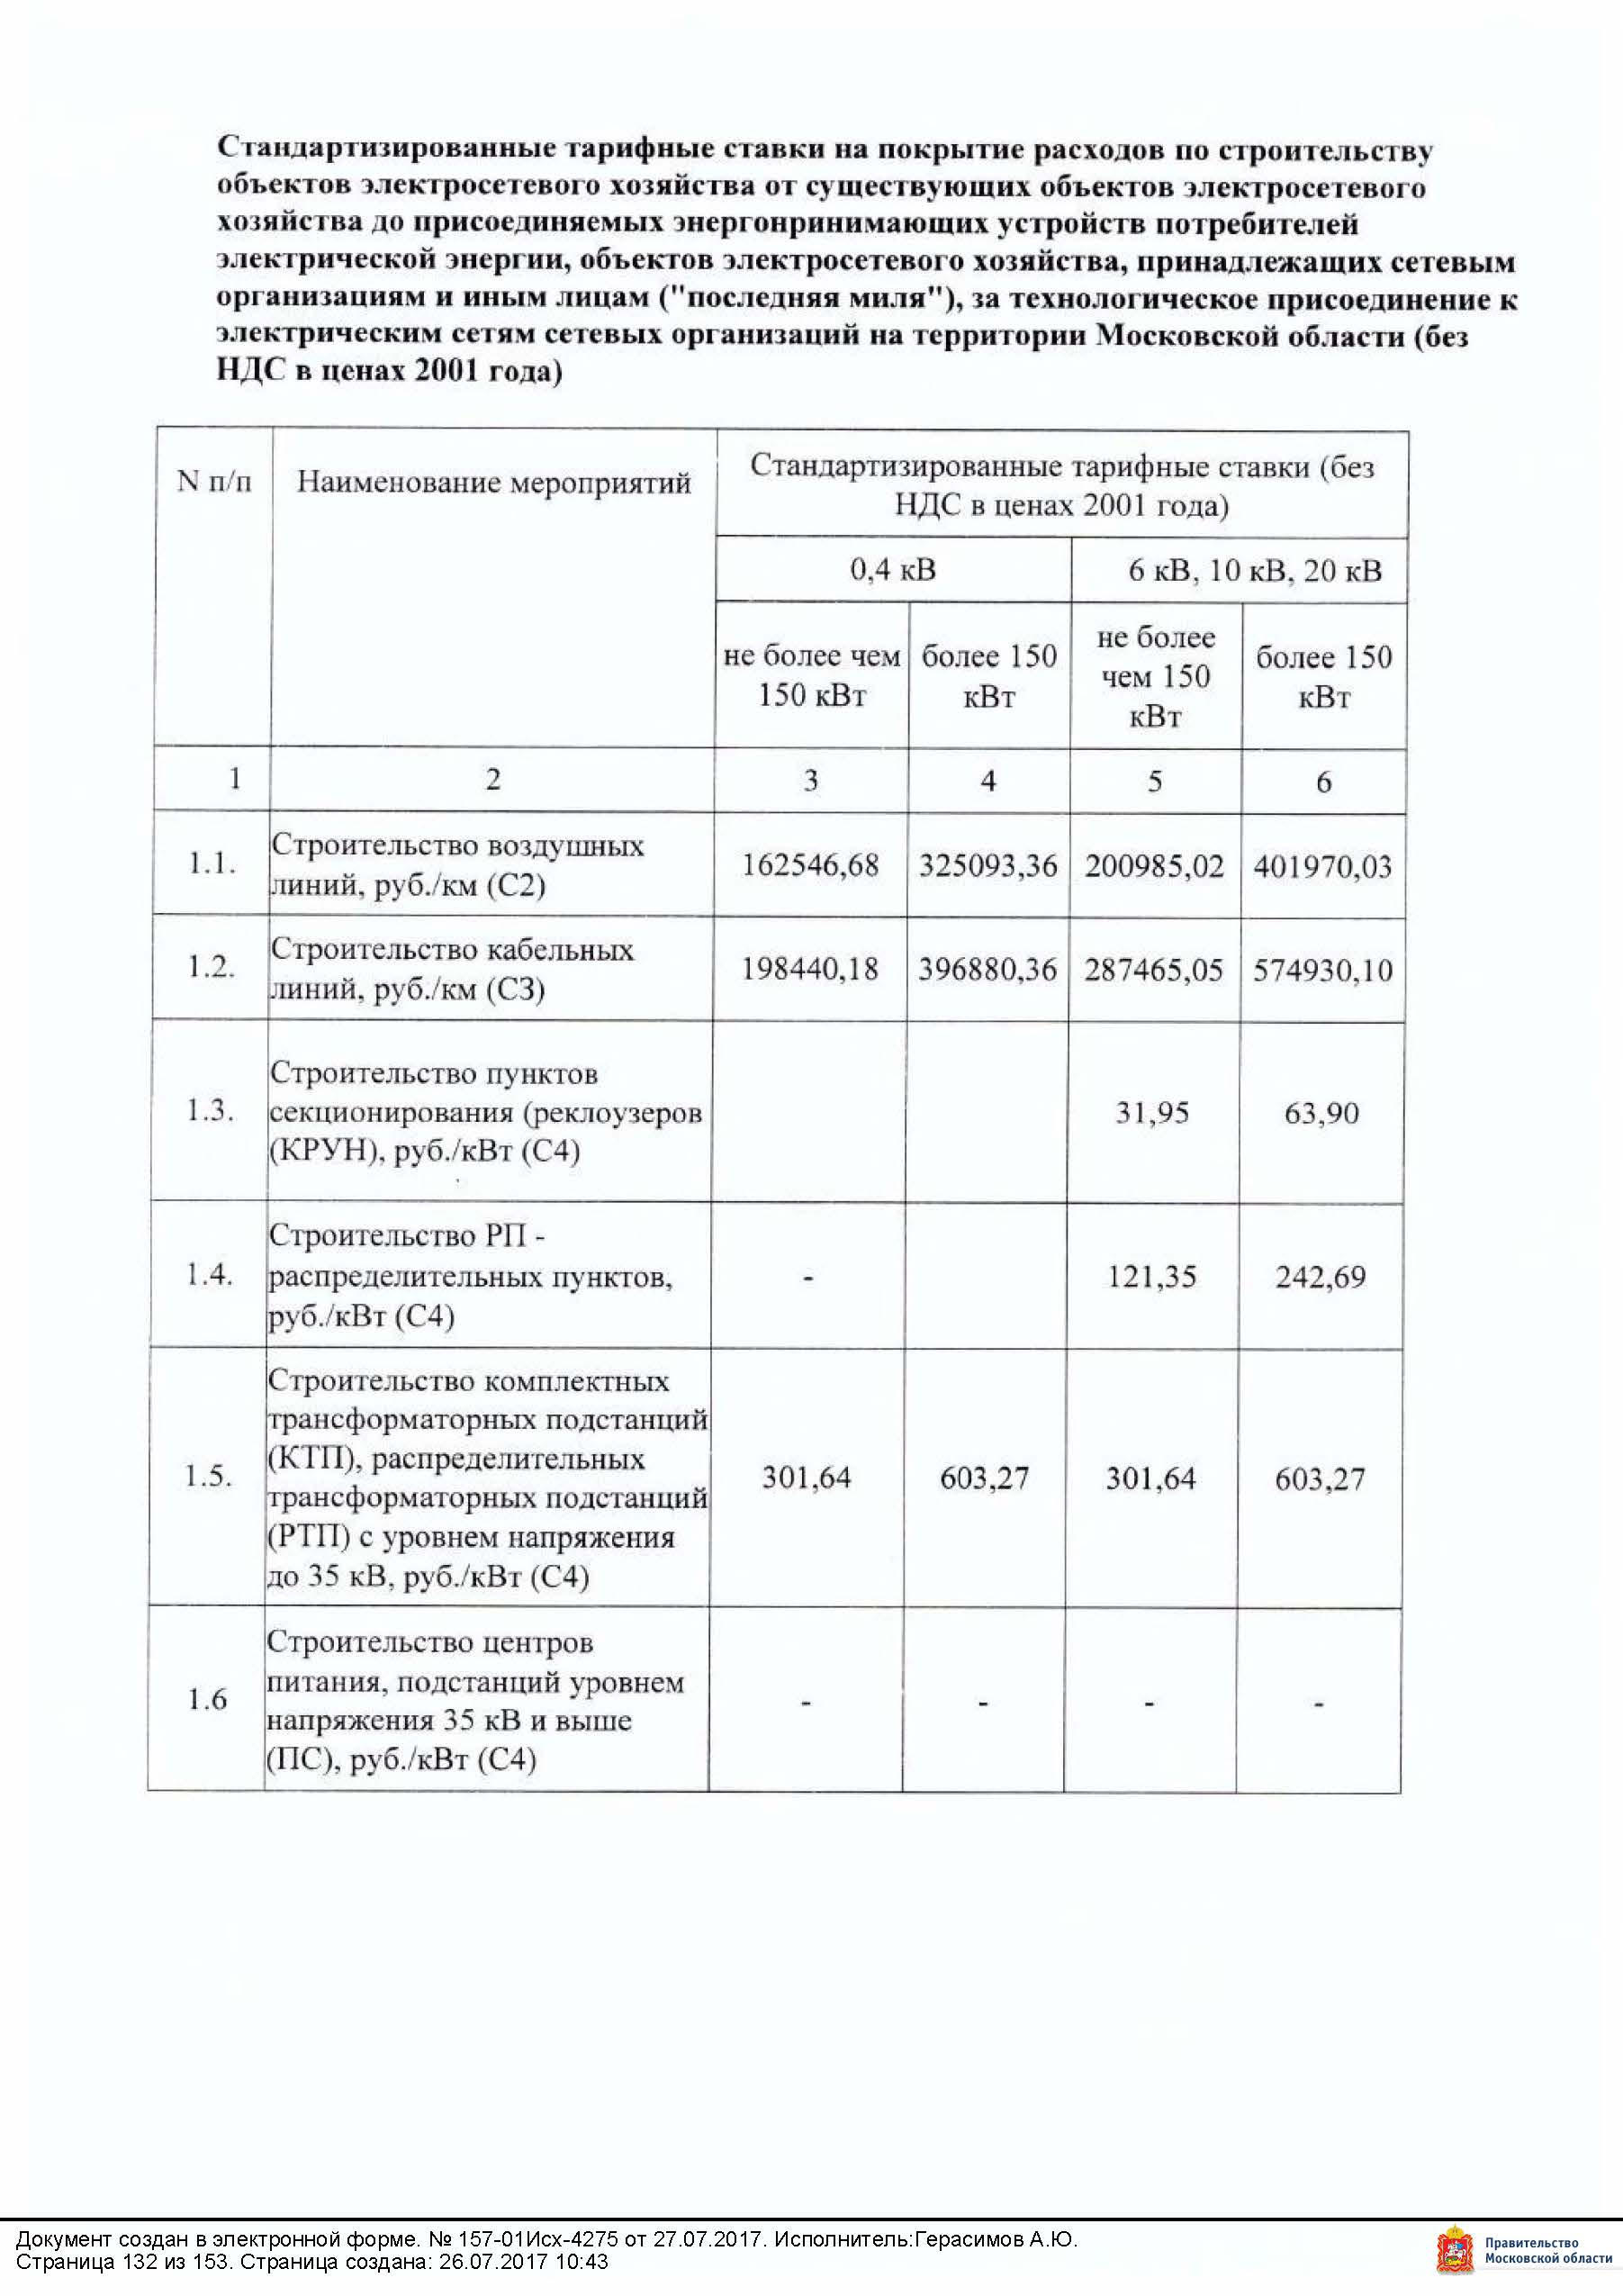 Стандартизированные тарифные ставки на покрытие расходов по строительству
объектов электросетевого хозяйства от существующих объектов электросетевого
хозяйства до присоединяемых энергопринимающих устройств потребителей
электрической энергии, объектов электросетевого хозяйства, принадлежащих сетевым
организациям и иным лицам ("последняя миля"), за технологическое присоединение к
электрическим сетям сетевых организаций на территории Московской области (без
НДС в ценах 2001 года)
N п/п
Наименование мероприятий
Стандартизированные тарифные ставки (без
НДС в ценах 2001 года)
0,4 кВ
6 кВ, 10 кВ, 20 кВ
не более чем
150 кВт
более 150
кВт
не более
чем 150
кВт
более 150
кВт
1 2 3 4 5 6
1.1.
Строительство воздушных
линий, руб./км (С2)
162546,68 325093,36 200985,02 401970,03
1.2.
Строительство кабельных
линий, руб./км (С3)
198440,18 396880,36 287465,05 574930,10
1.3.
Строительство пунктов
секционирования (реклоузеров
(КРУН), руб./кВт (С4)
31,95 63,90
1.4.
Строительство РП -
распределительных пунктов,
руб./кВт (С4)
- 121,35 242,69
1.5.
Строительство комплектных
трансформаторных подстанций
(КТП), распределительных
трансформаторных подстанций
(РТП) с уровнем напряжения
до 35 кВ, руб./кВт (С4)
301,64 603,27 301,64 603,27
1.6
Строительство центров
питания, подстанций уровнем
напряжения 35 кВ и выше
(ПС), руб./кВт (С4)
- - - -
Документ создан в электронной форме. № 157-01Исх-4275 от 27.07.2017. Исполнитель:Герасимов А.Ю.
Страница 132 из 153. Страница создана: 26.07.2017 10:43
Правительство
Московской области